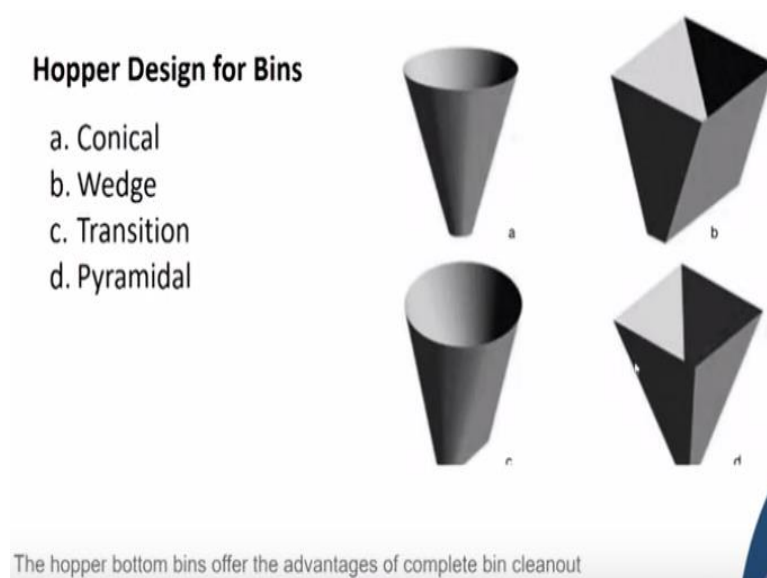 Hopper Design for Bins
a. Conical
b. Wedge
c. Transition
d. Pyramidal
a
b
c
d
The hopper bottom bins offer the advantages of complete bin cleanout